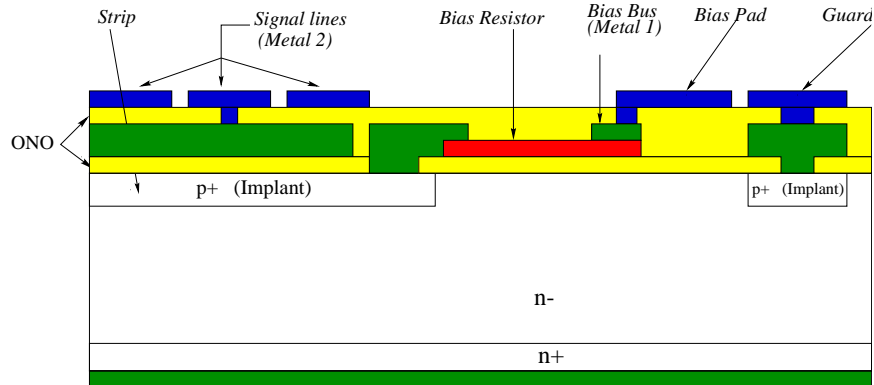 Strip
Signal lines
(Metal 2)
Bias Resistor
Bias Bus
(Metal 1)
Bias Pad
Guard
ONO
p+ (Implant)
p+ (Implant)
n-
n+